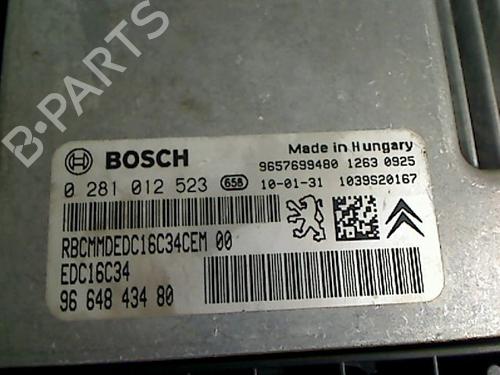 B-PARTS
BOSCH
Made in Hungary
9657699480 1263 0925
0 281 012 523 658 10-01-31 1039S20167
RBCMMDEDC16C34CEM 00
EDC16C34
96 648 434 80